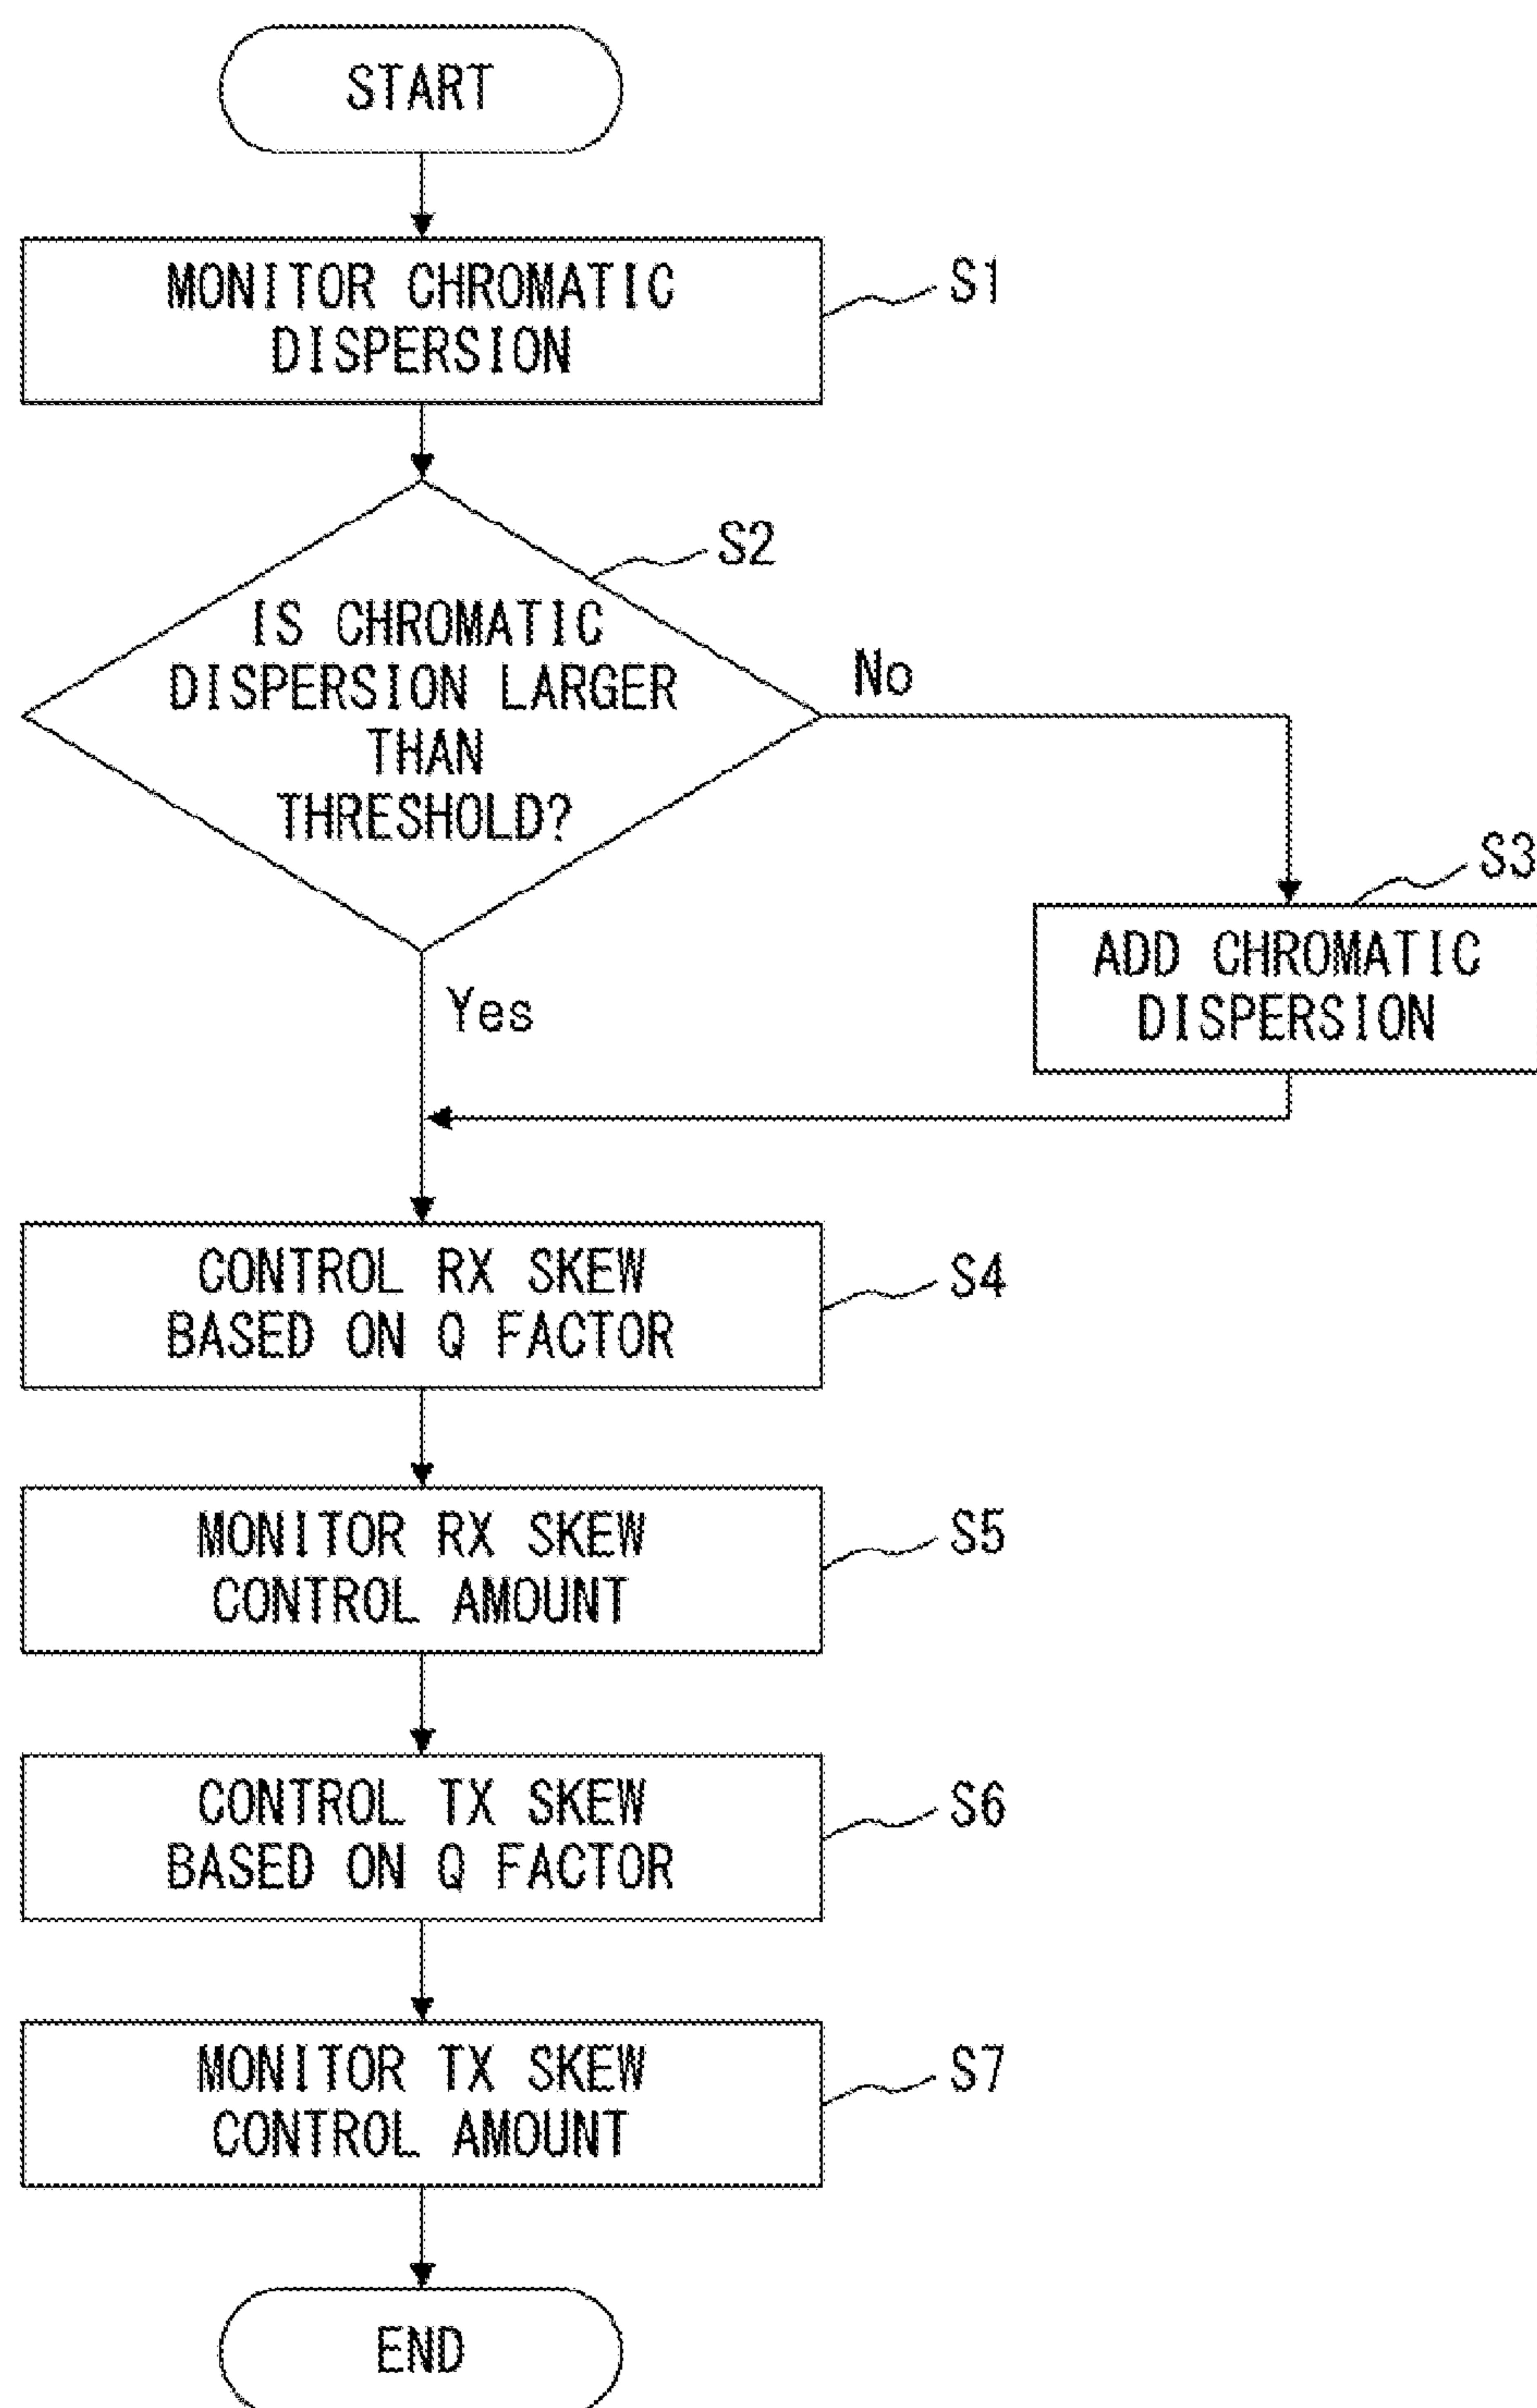 START
MONITOR CHROMATIC
DISPERSION
S1
S2
IS CHROMATIC
DISPERSION LARGER
THAN
THRESHOLD?
No
Yes
S3
ADD CHROMATIC
DISPERSION
CONTROL RX SKEW
BASED ON Q FACTOR
S4
MONITOR RX SKEW
CONTROL AMOUNT
S5
CONTROL TX SKEW
BASED ON Q FACTOR
S6
MONITOR TX SKEW
CONTROL AMOUNT
S7
END